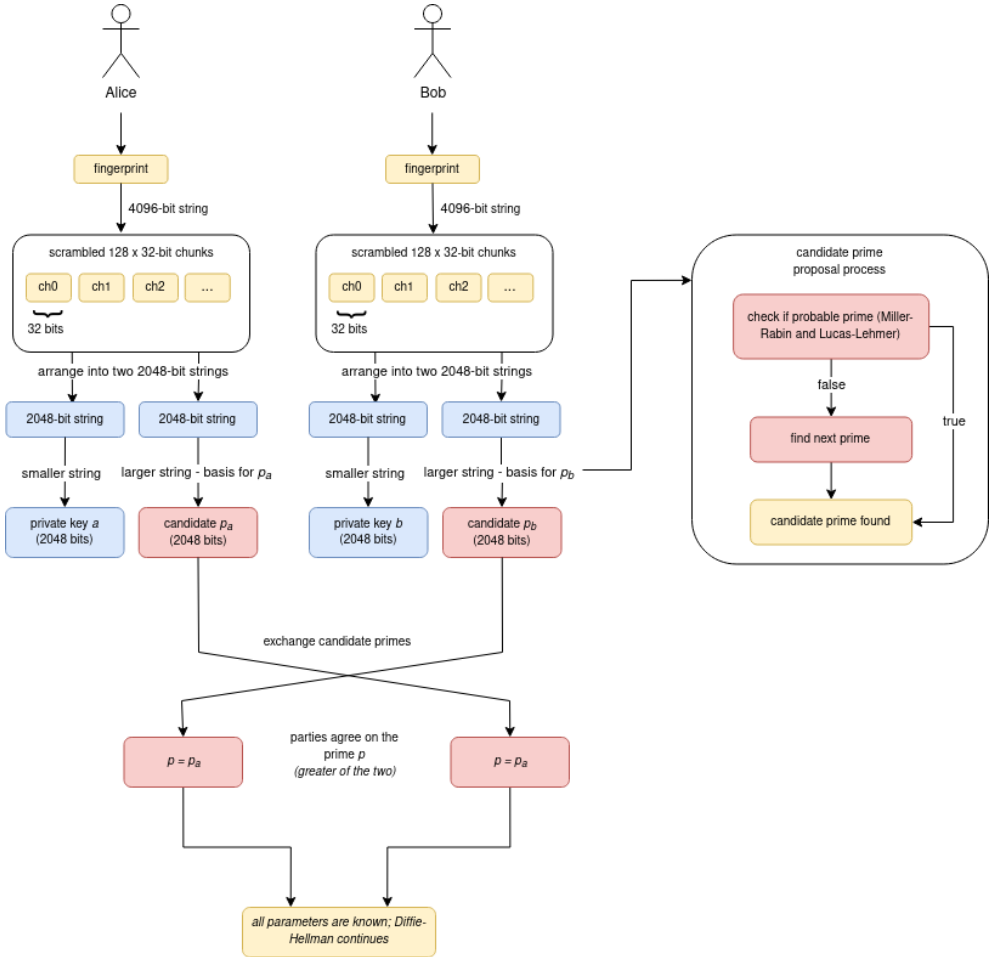 Alice
Bob
fingerprint
fingerprint
4096-bit string
4096-bit string
scrambled 128 x 32-bit chunks
ch0
ch1
ch2
...
32 bits
scrambled 128 x 32-bit chunks
ch0
ch1
ch2
...
32 bits
candidate prime
proposal process
check if probable prime (Miller-
Rabin and Lucas-Lehmer)
false
true
find next prime
candidate prime found
arrange into two 2048-bit strings
arrange into two 2048-bit strings
2048-bit string
2048-bit string
2048-bit string
2048-bit string
smaller string
larger string - basis for pa
smaller string
larger string - basis for pb
private key a
(2048 bits)
candidate pa
(2048 bits)
private key b
(2048 bits)
candidate pb
(2048 bits)
exchange candidate primes
parties agree on the
prime p
(greater of the two)
p = pa
p = pa
all parameters are known; Diffie-
Hellman continues